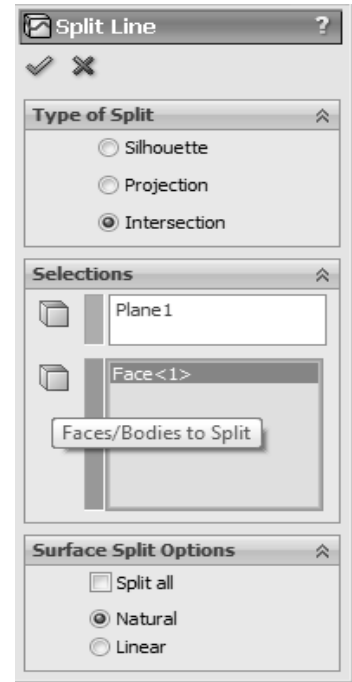 Split Line ?
Type of Split
Silhouette
Projection
Intersection
Selections
Plane1
Face<1>
Faces/Bodies to Split
Surface Split Options
Split all
Natural
Linear